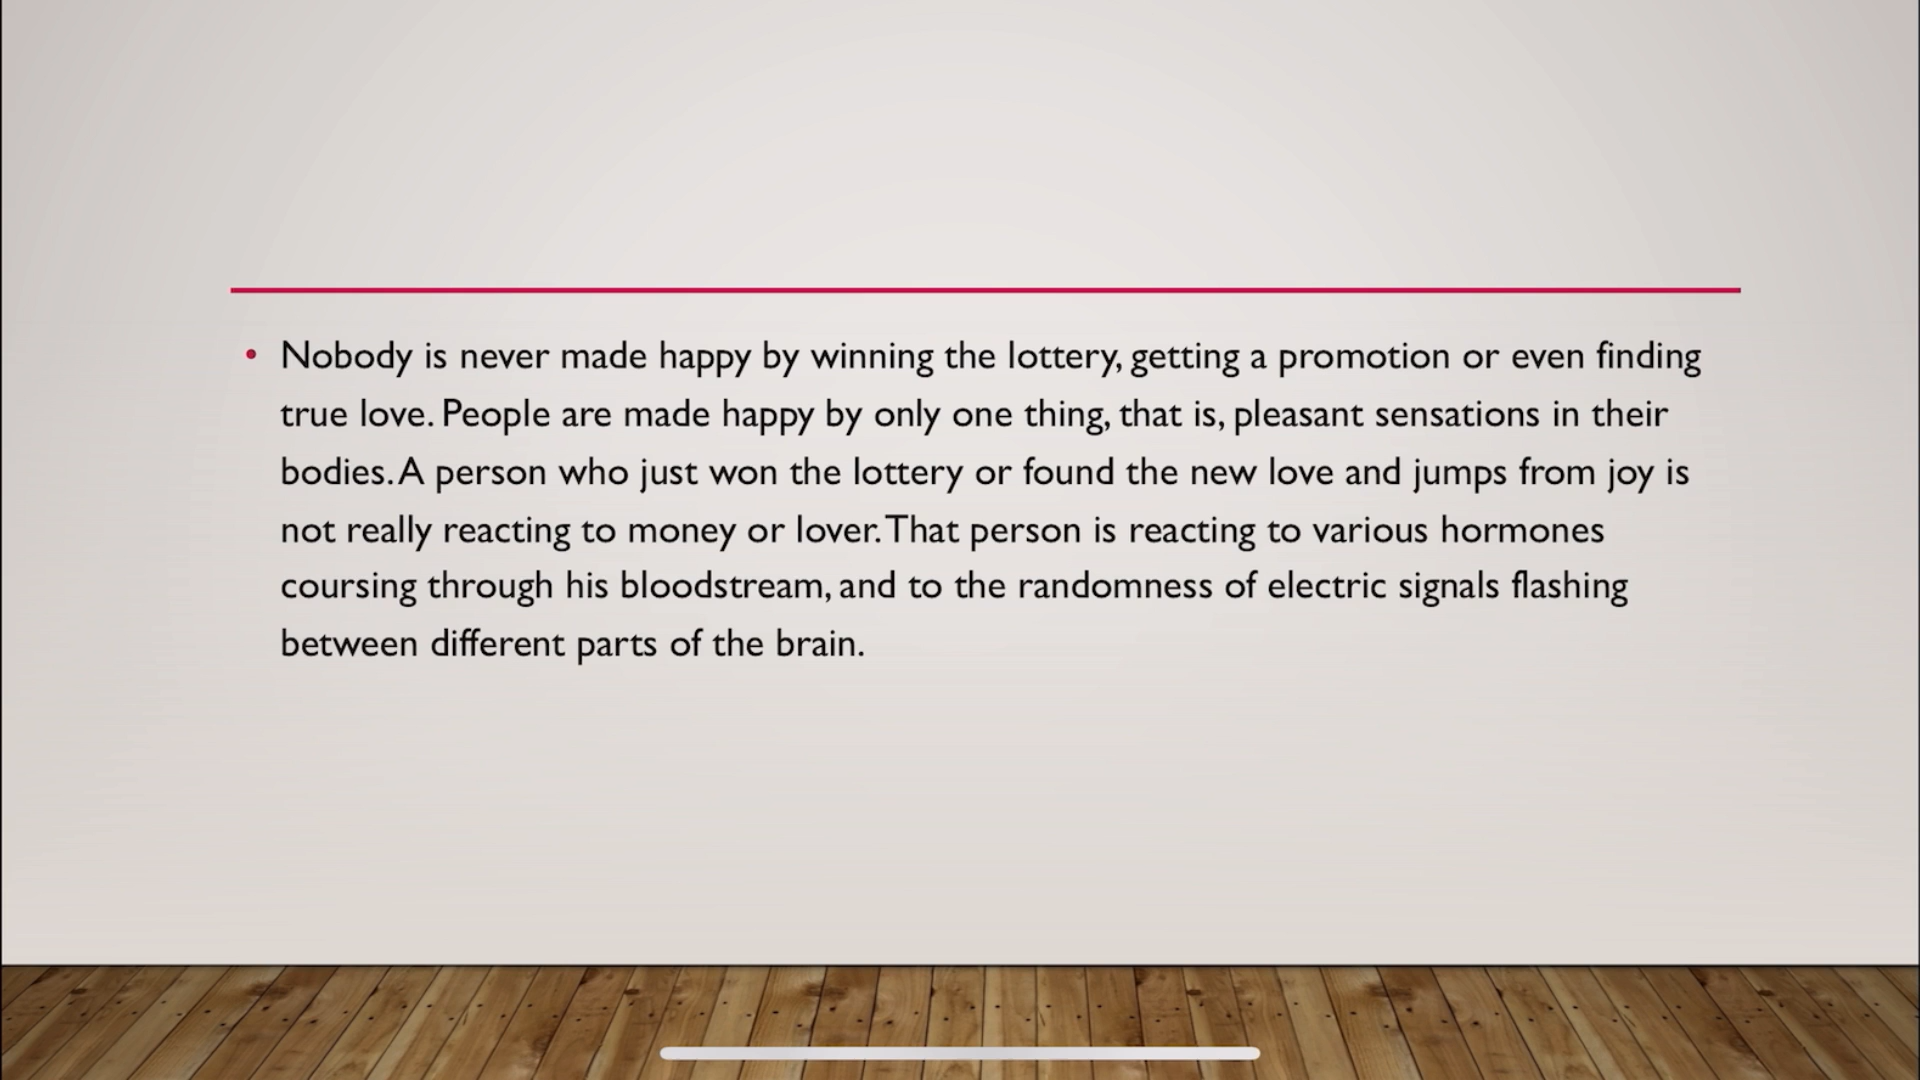 • Nobody is never made happy by winning the lottery, getting a promotion or even finding
true love. People are made happy by only one thing, that is, pleasant sensations in their
bodies. A person who just won the lottery or found the new love and jumps from joy is
not really reacting to money or lover. That person is reacting to various hormones
coursing through his bloodstream, and to the randomness of electric signals flashing
between different parts of the brain.